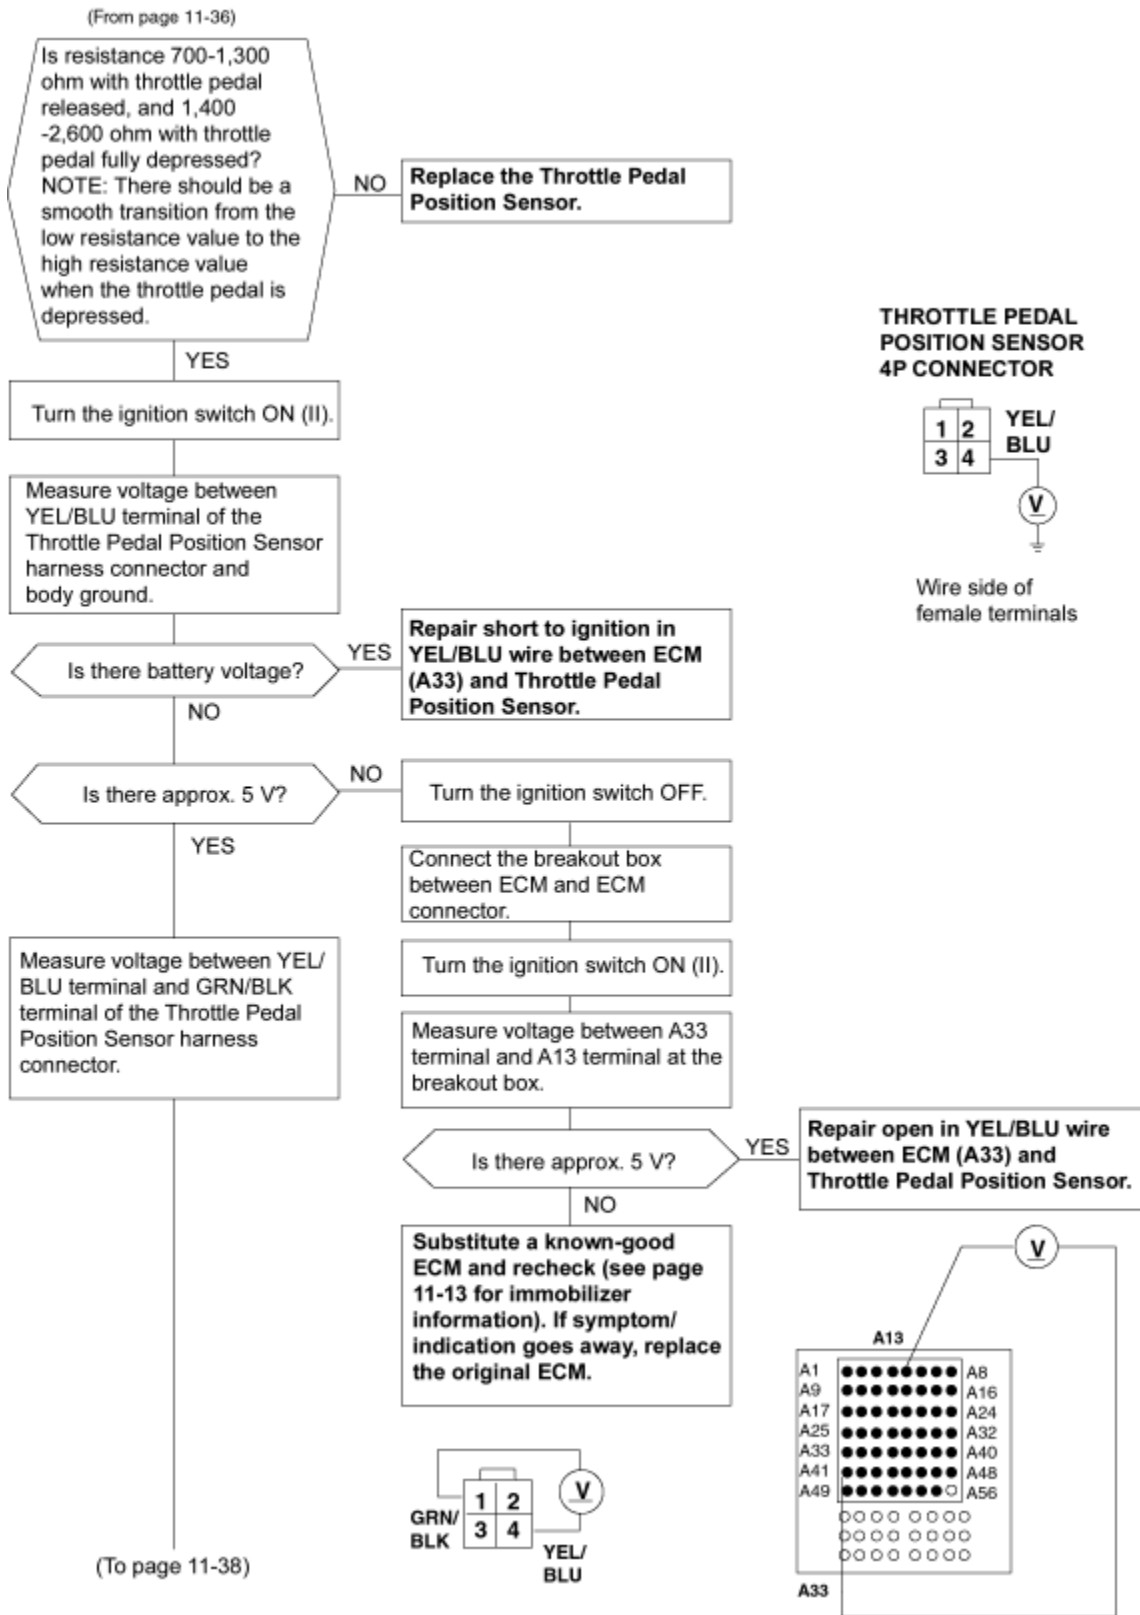 (From page 11-36)
Is resistance 700-1,300
ohm with throttle pedal
released, and 1,400
-2,600 ohm with throttle
pedal fully depressed?
NOTE: There should be a
smooth transition from the
low resistance value to the
high resistance value
when the throttle pedal is
depressed.
NO
Replace the Throttle Pedal
Position Sensor.
YES
Turn the ignition switch ON (II).
Measure voltage between
YEL/BLU terminal of the
Throttle Pedal Position Sensor
harness connector and
body ground.
THROTTLE PEDAL
POSITION SENSOR
4P CONNECTOR
1 2
3 4
YEL/
BLU
V
Wire side of
female terminals
Is there battery voltage?
YES
Repair short to ignition in
YEL/BLU wire between ECM
(A33) and Throttle Pedal
Position Sensor.
NO
Is there approx. 5 V?
NO
Turn the ignition switch OFF.
YES
Connect the breakout box
between ECM and ECM
connector.
Turn the ignition switch ON (II).
Measure voltage between YEL/
BLU terminal and GRN/BLK
terminal of the Throttle Pedal
Position Sensor harness
connector.
Measure voltage between A33
terminal and A13 terminal at the
breakout box.
Is there approx. 5 V?
YES
Repair open in YEL/BLU wire
between ECM (A33) and
Throttle Pedal Position Sensor.
NO
Substitute a known-good
ECM and recheck (see page
11-13 for immobilizer
information). If symptom/
indication goes away, replace
the original ECM.
V
A13
A1 A8
A9 A16
A17 A24
A25 A32
A33 A40
A41 A48
A49 A56
A33
GRN/
BLK
1 2
3 4
V
YEL/
BLU
(To page 11-38)